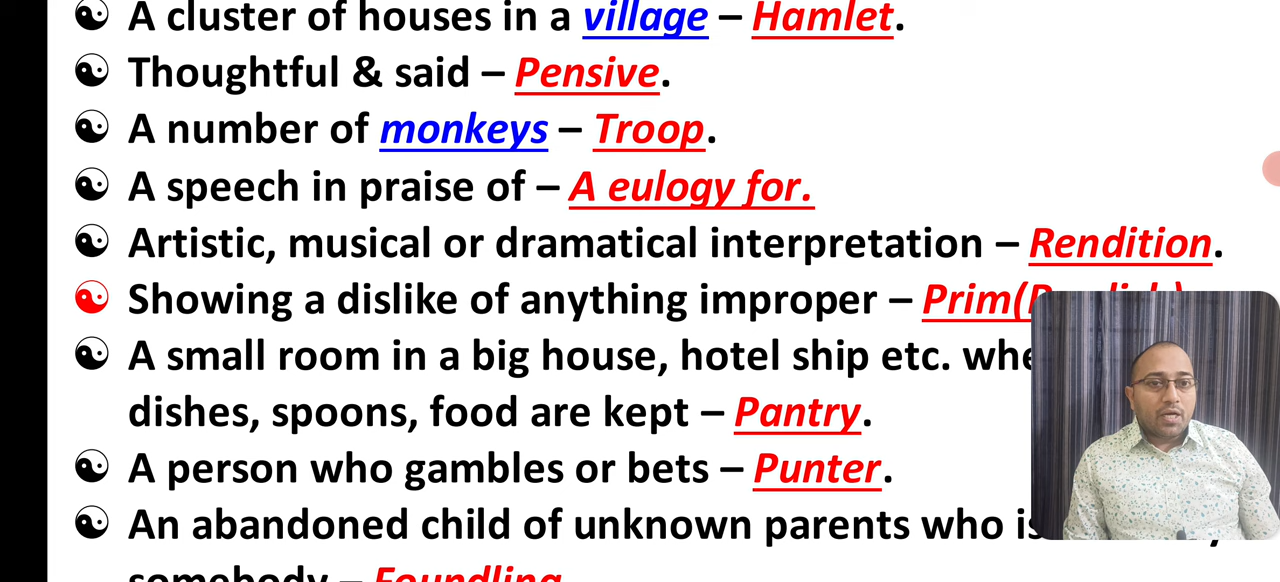 A cluster of houses in a village – Hamlet.
Thoughtful & said – Pensive.
A number of monkeys – Troop.
A speech in praise of – A eulogy for.
Artistic, musical or dramatical interpretation – Rendition.
Showing a dislike of anything improper – Prim(
A small room in a big house, hotel ship etc.
dishes, spoons, food are kept – Pantry.
A person who gambles or bets – Punter.
An abandoned child of unknown parents who is
somebody – Foundling